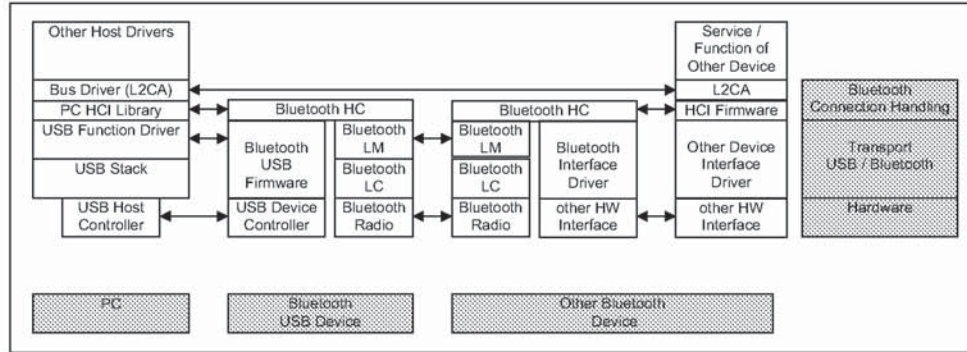 Other Host Drivers
Bus Driver (L2CA)
PC HCI Library
USB Function Driver
USB Stack
USB Host
Controller
Bluetooth HC
Bluetooth
USB
Firmware
USB Device
Controller
Bluetooth
LM
Bluetooth
LC
Bluetooth
Radio
Bluetooth HC
Bluetooth
LM
Bluetooth
LC
Bluetooth
Radio
Bluetooth
Interface
Driver
other HW
Interface
Service /
Function of
Other Device
L2CA
HCI Firmware
Other Device
Interface
Driver
other HW
Interface
Bluetooth
Connection Handling
Transport
USB / Bluetooth
Hardware
PC
Bluetooth
USB Device
Other Bluetooth
Device